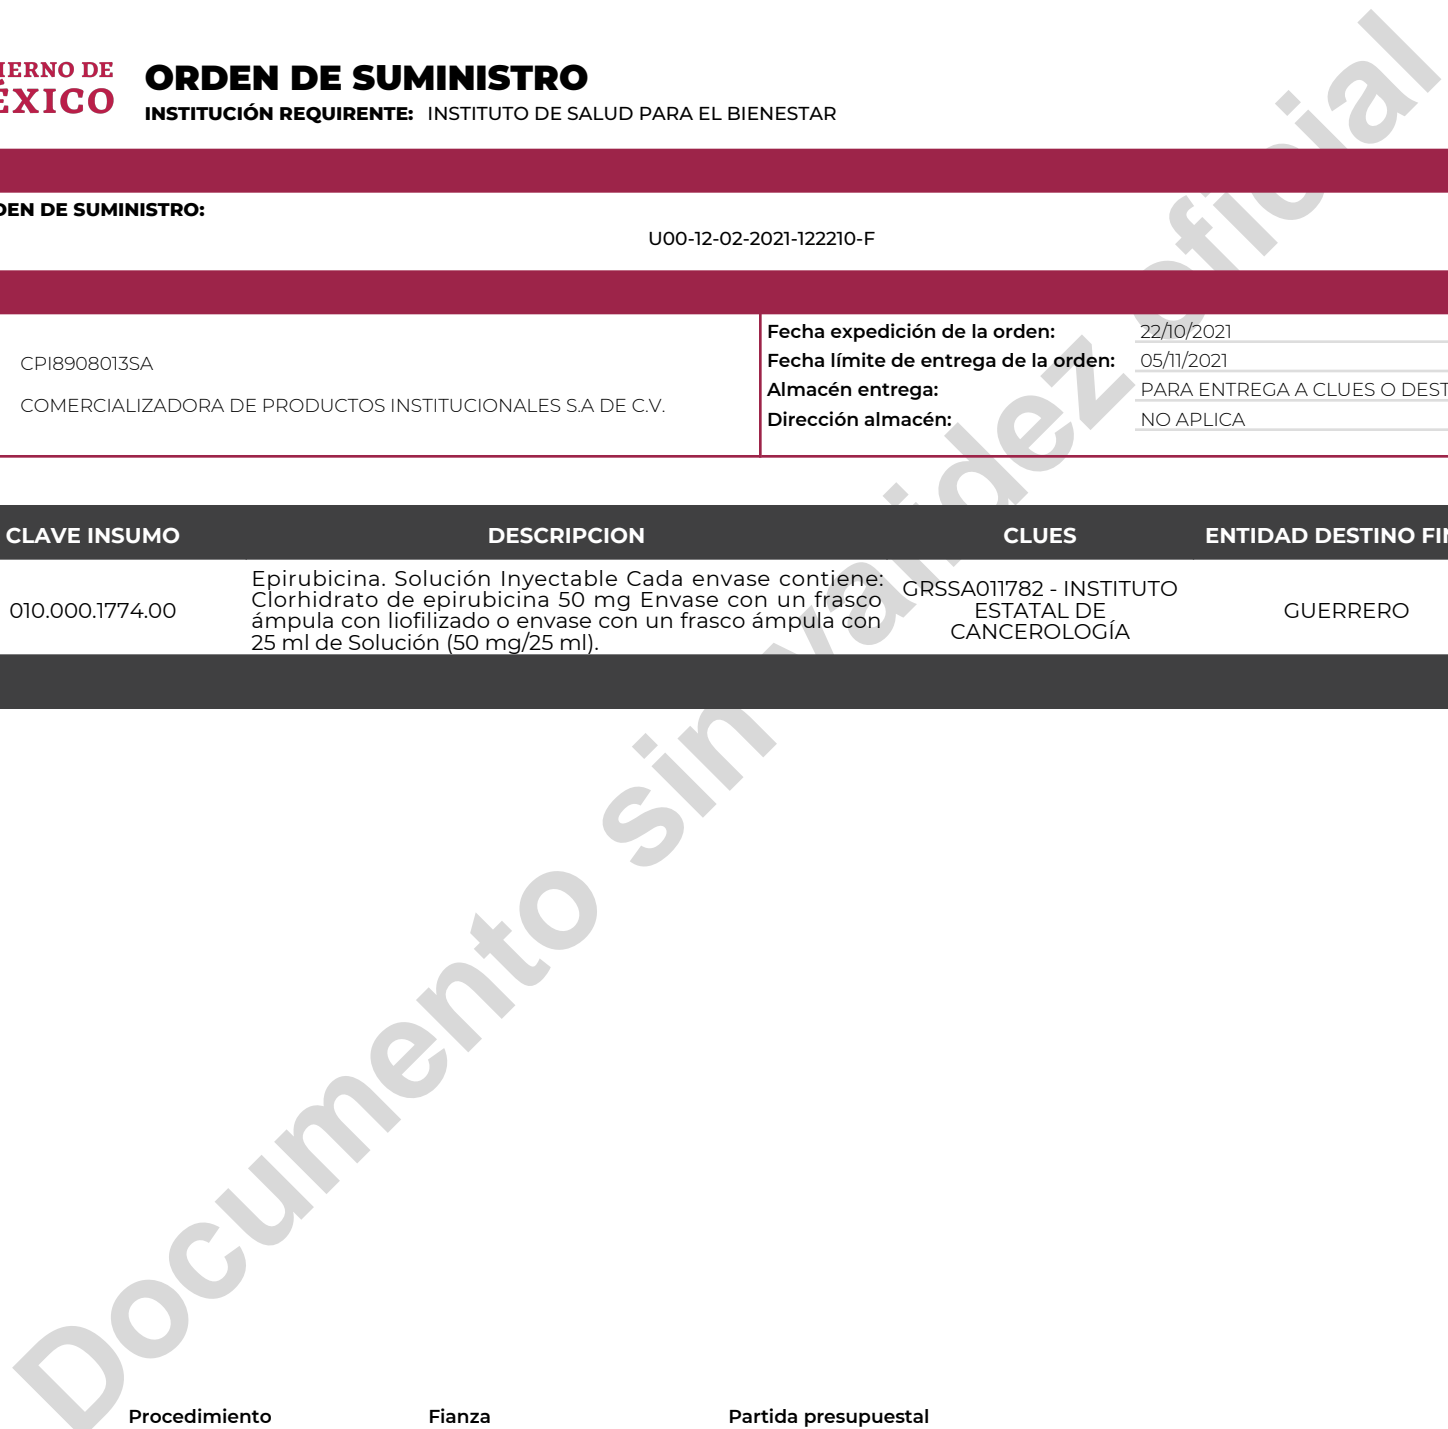 IERNO DE
ÉXICO
ORDEN DE SUMINISTRO
INSTITUCIÓN REQUIRENTE: INSTITUTO DE SALUD PARA EL BIENESTAR
DEN DE SUMINISTRO:
U00-12-02-2021-122210-F
CPI8908013SA
COMERCIALIZADORA DE PRODUCTOS INSTITUCIONALES S.A DE C.V.
Fecha expedición de la orden: 22/10/2021
Fecha límite de entrega de la orden: 05/11/2021
Almacén entrega: PARA ENTREGA A CLUES O DEST
Dirección almacén: NO APLICA
CLAVE INSUMO DESCRIPCION CLUES ENTIDAD DESTINO FIN
010.000.1774.00
Epirubicina. Solución Inyectable Cada envase contiene:
Clorhidrato de epirubicina 50 mg Envase con un frasco
ámpula con liofilizado o envase con un frasco ámpula con
25 ml de Solución (50 mg/25 ml).
GRSSA011782 - INSTITUTO
ESTATAL DE
CANCEROLOGÍA
GUERRERO
Documento sin validez oficial
Procedimiento Fianza Partida presupuestal